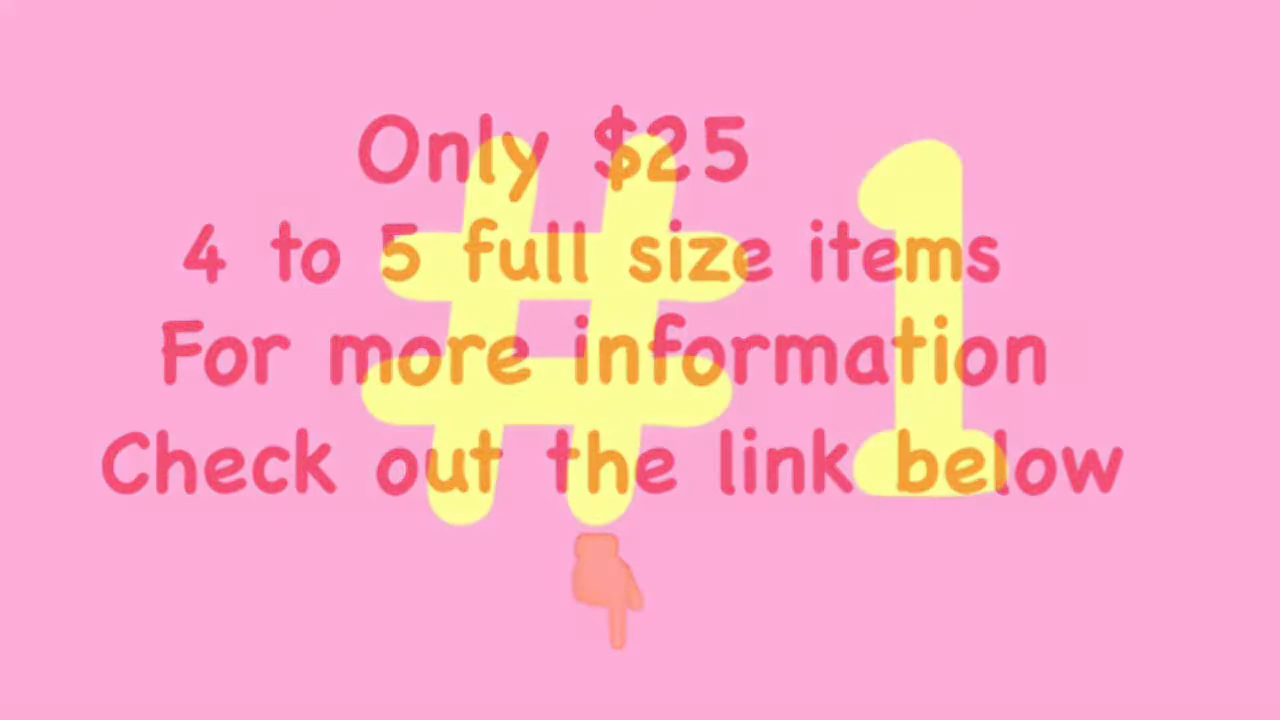 Only $25
4 to 5 full size items
For more information
Check out the link below
#1